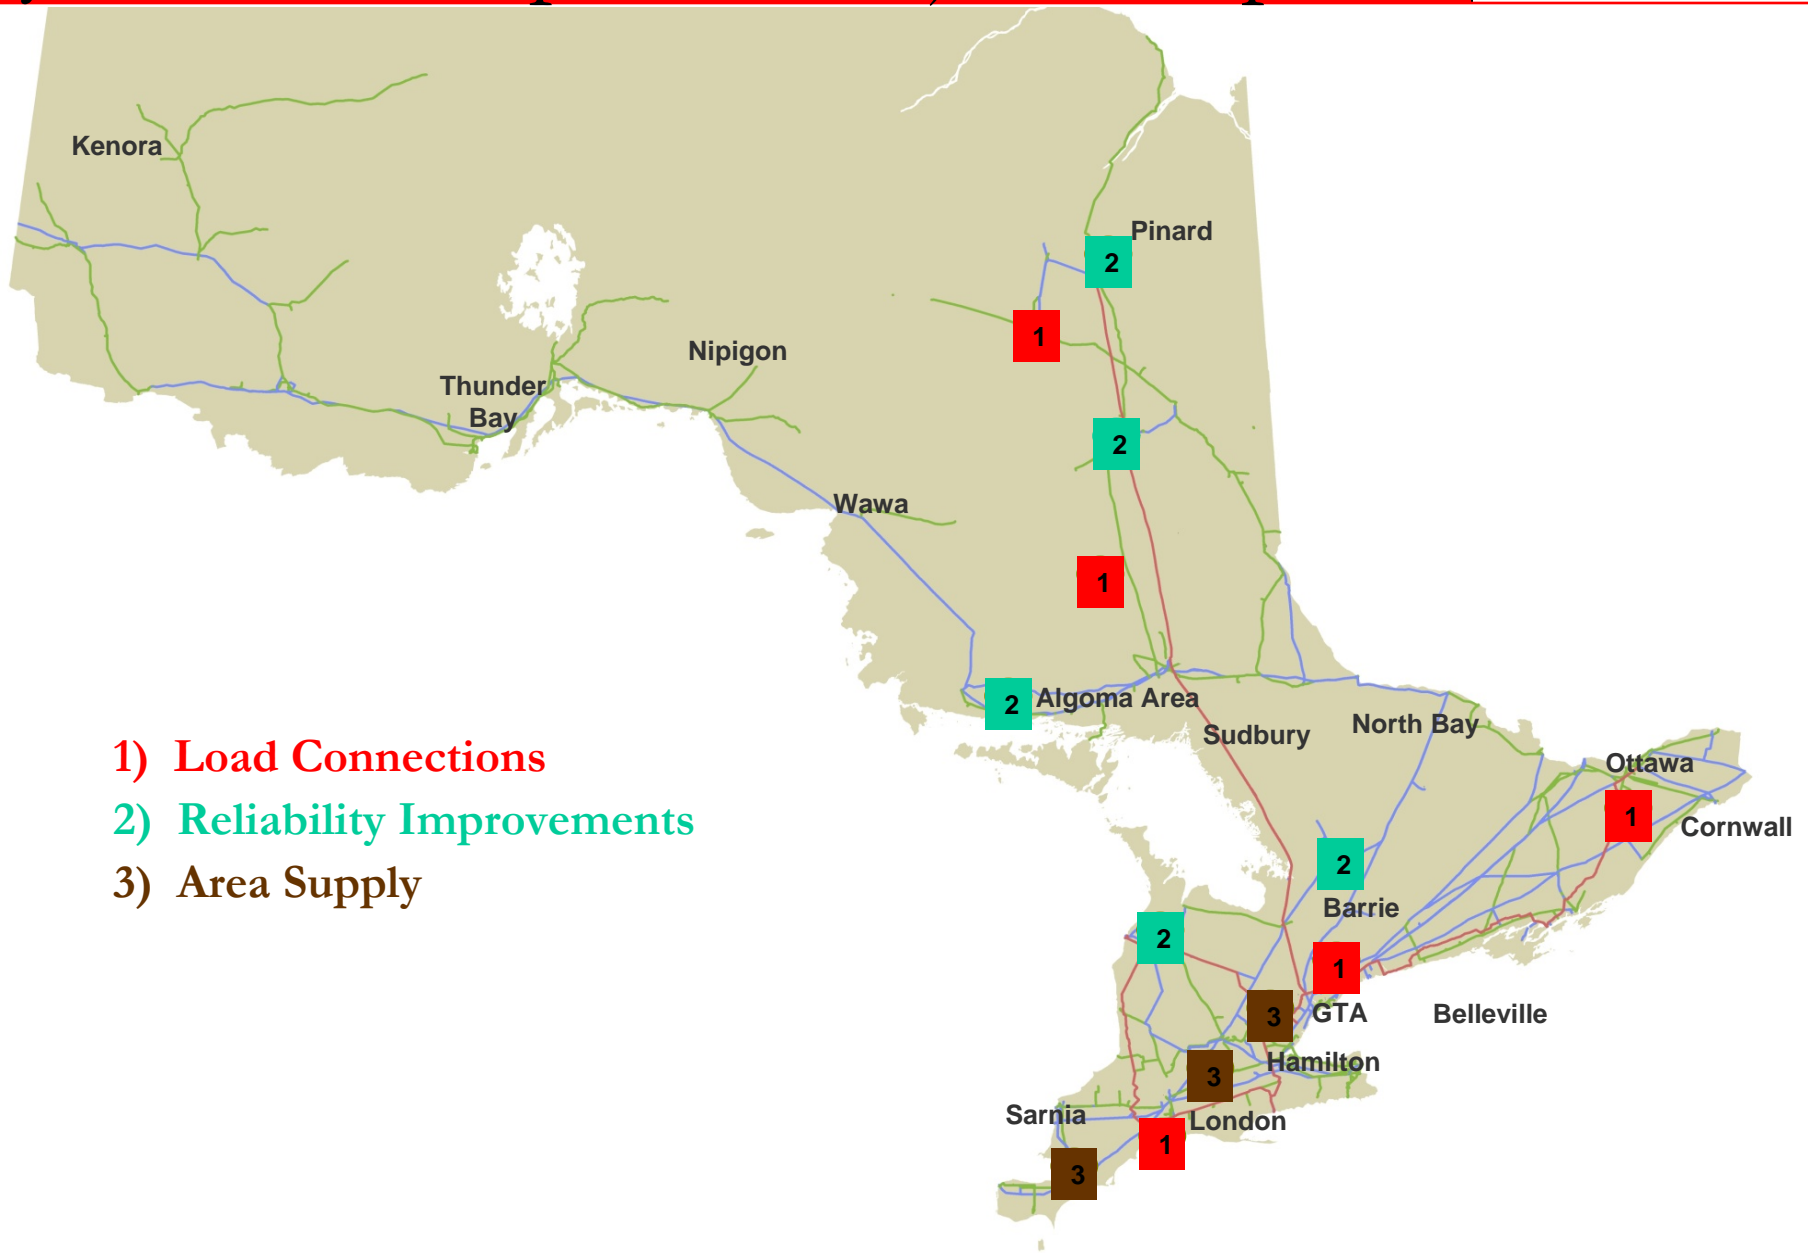 Kenora
Pinard
2
1
Nipigon
Thunder
Bay
2
Wawa
1
2 Algoma Area
Sudbury
North Bay
1) Load Connections
2) Reliability Improvements
3) Area Supply
Ottawa
1
Cornwall
2
Barrie
2
1
3
GTA
Belleville
Hamilton
3
Sarnia
London
1
3